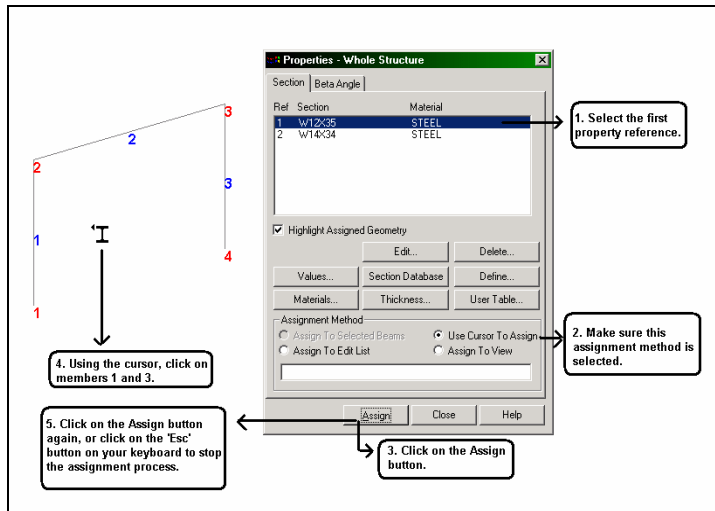 Properties - Whole Structure
Section Beta Angle
Ref Section Material
1 W12X35 STEEL
2 W14X34 STEEL
Highlight Assigned Geometry
Edit... Delete...
Values... Section Database Define...
Materials... Thickness... User Table...
Assignment Method
Assign To Selected Beams Use Cursor To Assign
Assign To Edit List Assign To View
Assign Close Help
3
2
2
3
1
4
1
1. Select the first
property reference.
2. Make sure this
assignment method is
selected.
4. Using the cursor, click on
members 1 and 3.
5. Click on the Assign button
again, or click on the 'Esc'
button on your keyboard to stop
the assignment process.
3. Click on the Assign
button.